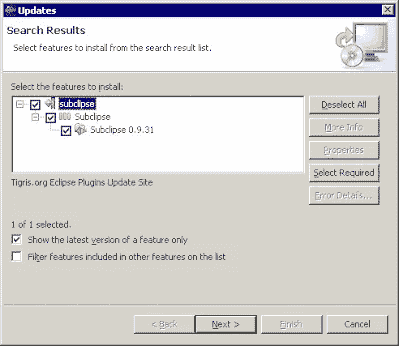 Updates
Search Results
Select features to install from the search result list.
Select the features to install:
subclipse
Subclipse
Subclipse 0.9.31
Deselect All
More Info
Properties
Select Required
Error Details...
Tigris.org Eclipse Plugins Update Site
1 of 1 selected.
Show the latest version of a feature only
Filter features included in other features on the list
< Back
Next >
Finish
Cancel